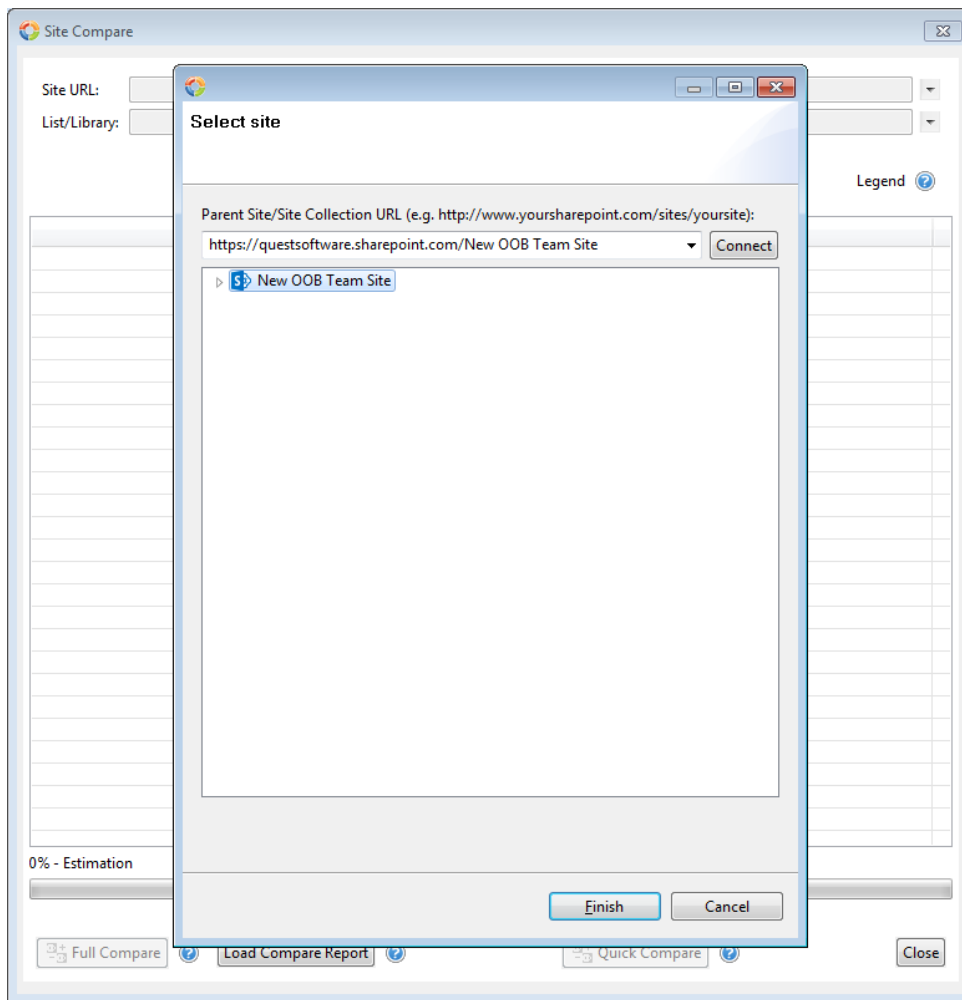 Site Compare
Site URL:
List/Library:
Select site
Legend
Parent Site/Site Collection URL (e.g. http://www.yoursharepoint.com/sites/yoursite):
https://questsoftware.sharepoint.com/New OOB Team Site
Connect
New OOB Team Site
0% - Estimation
Finish
Cancel
Full Compare
Load Compare Report
Quick Compare
Close